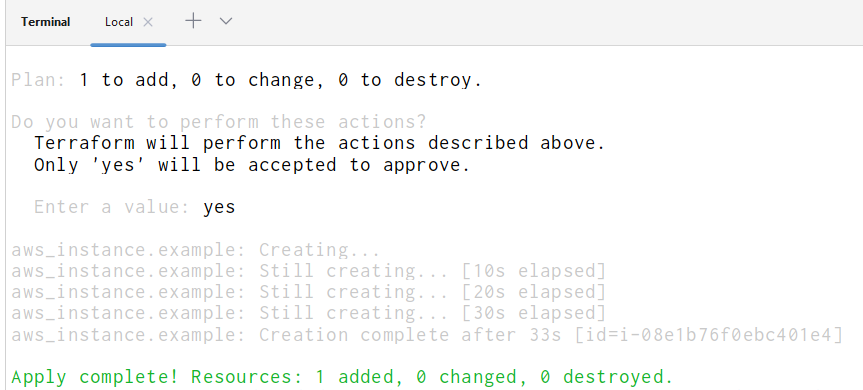 Terminal Local
Plan: 1 to add, 0 to change, 0 to destroy.
Do you want to perform these actions?
Terraform will perform the actions described above.
Only 'yes' will be accepted to approve.
Enter a value: yes
aws_instance.example: Creating...
aws_instance.example: Still creating... [10s elapsed]
aws_instance.example: Still creating... [20s elapsed]
aws_instance.example: Still creating... [30s elapsed]
aws_instance.example: Creation complete after 33s [id=i-08e1b76f0ebc401e4]
Apply complete! Resources: 1 added, 0 changed, 0 destroyed.